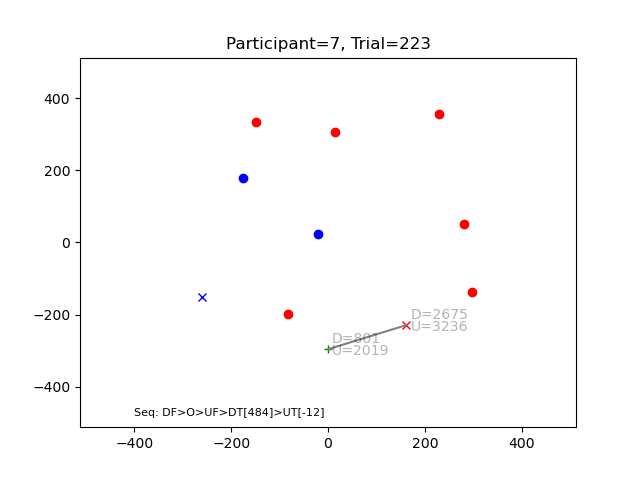 Participant=7, Trial=223
400
200
0
−200
−400
D=2675
U=3236
D=801
U=2019
Seq: DF>O>UF>DT[484]>UT[-12]
−400
−200
0
200
400